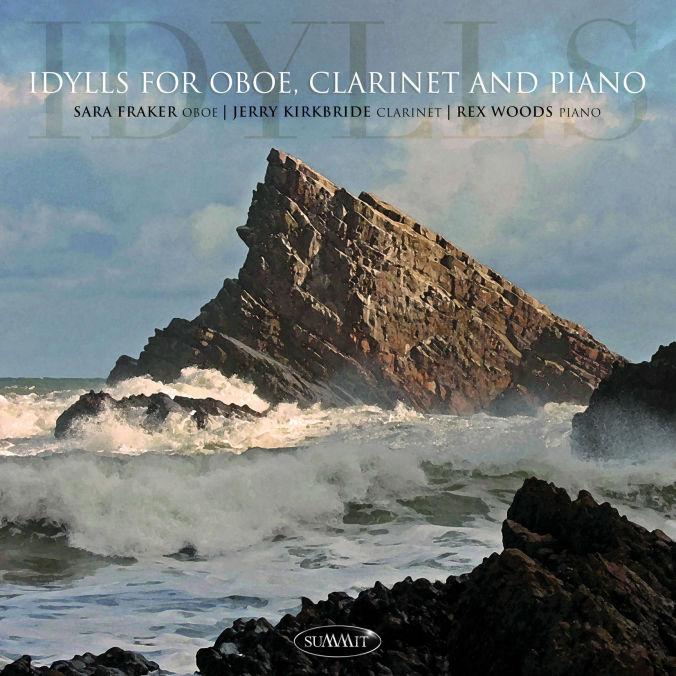 IDYLLS
IDYLLS FOR OBOE, CLARINET AND PIANO
SARA FRAKER OBOE | JERRY KIRKBRIDE CLARINET | REX WOODS PIANO
SUMMIT